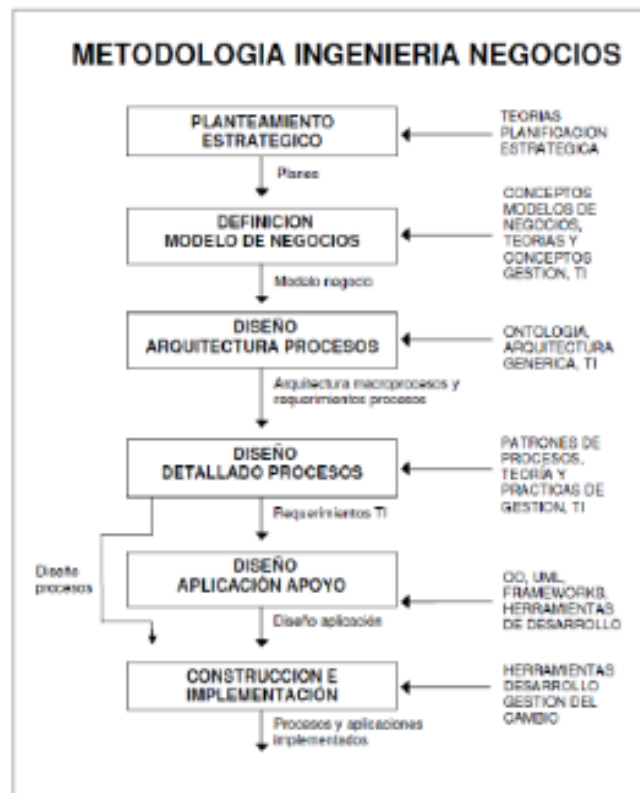 METODOLOGIA INGENIERIA NEGOCIOS
PLANTEAMIENTO
ESTRATEGICO
TEORIAS
PLANIFICACION
ESTRATEGICA
Planes
DEFINICION
MODELO DE NEGOCIOS
CONCEPTOS
MODELOS DE
NEGOCIOS,
TEORIAS Y
CONCEPTOS
GESTION, TI
Modelo negocio
DISEÑO
ARQUITECTURA PROCESOS
ONTOLOGIA,
ARQUITECTURA
GENERICA, TI
Arquitectura macroprocesos y
requerimientos procesos
DISEÑO
DETALLADO PROCESOS
PATRONES DE
PROCESOS,
TEORÍA Y
PRACTICAS DE
GESTION, TI
Requerimientos TI
Diseño
procesos
DISEÑO
APLICACIÓN APOYO
OO, UML,
FRAMEWORKS,
HERRAMIENTAS
DE DESARROLLO
Diseño aplicación
CONSTRUCCION E
IMPLEMENTACIÓN
HERRAMIENTAS
DESARROLLO
GESTION DEL
CAMBIO
Procesos y aplicaciones
implementados